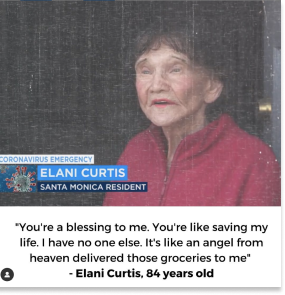 CORONAVIRUS EMERGENCY
ELANI CURTIS
SANTA MONICA RESIDENT
"You're a blessing to me. You're like saving my
life. I have no one else. It's like an angel from
heaven delivered those groceries to me"
- Elani Curtis, 84 years old